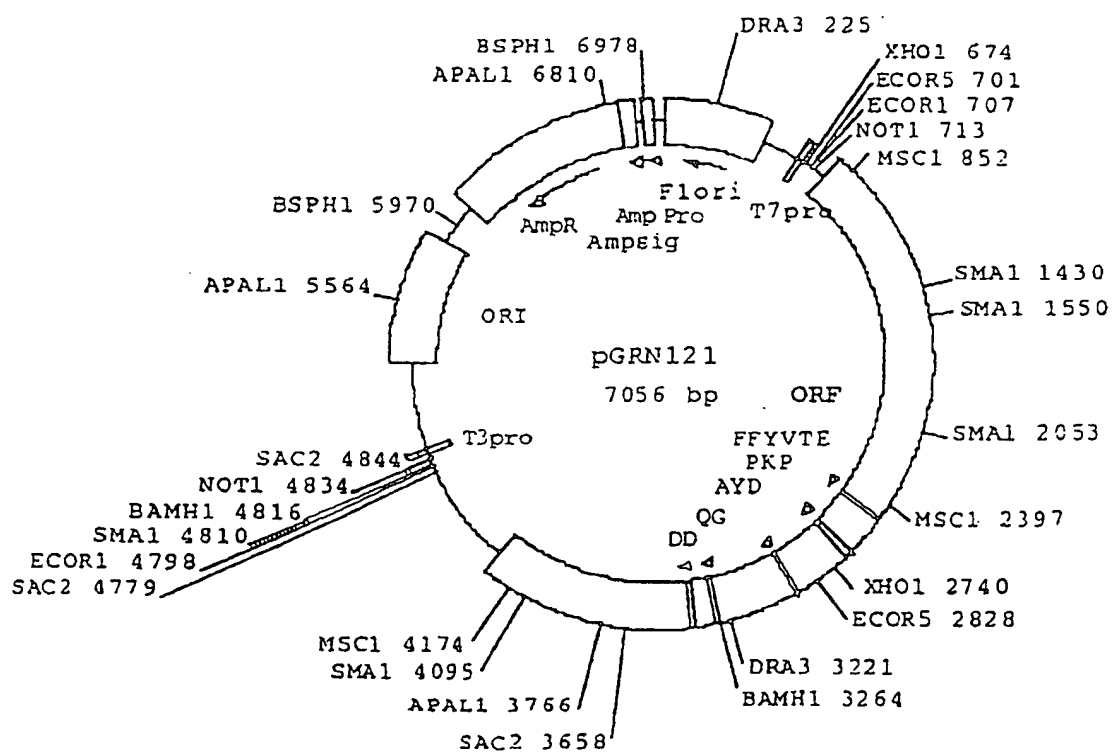 DRA3 225
BSPH1 6978
XHO1 674
APAL1 6810
ECOR5 701
ECOR1 707
NOT1 713
MSC1 852
F1ori
BSPH1 5970
T7pro
AmpR
Amp Pro
Ampsig
APAL1 5564
SMA1 1430
ORI
SMA1 1550
pGRN121
7056 bp
ORF
T3pro
FFYVTE
SMA1 2053
SAC2 4844
PKP
NOT1 4834
AYD
BAMH1 4816
QG
MSC1 2397
SMA1 4810
DD
ECOR1 4798
SAC2 4779
XHO1 2740
ECOR5 2828
MSC1 4174
SMA1 4095
DRA3 3221
APAL1 3766
BAMH1 3264
SAC2 3658